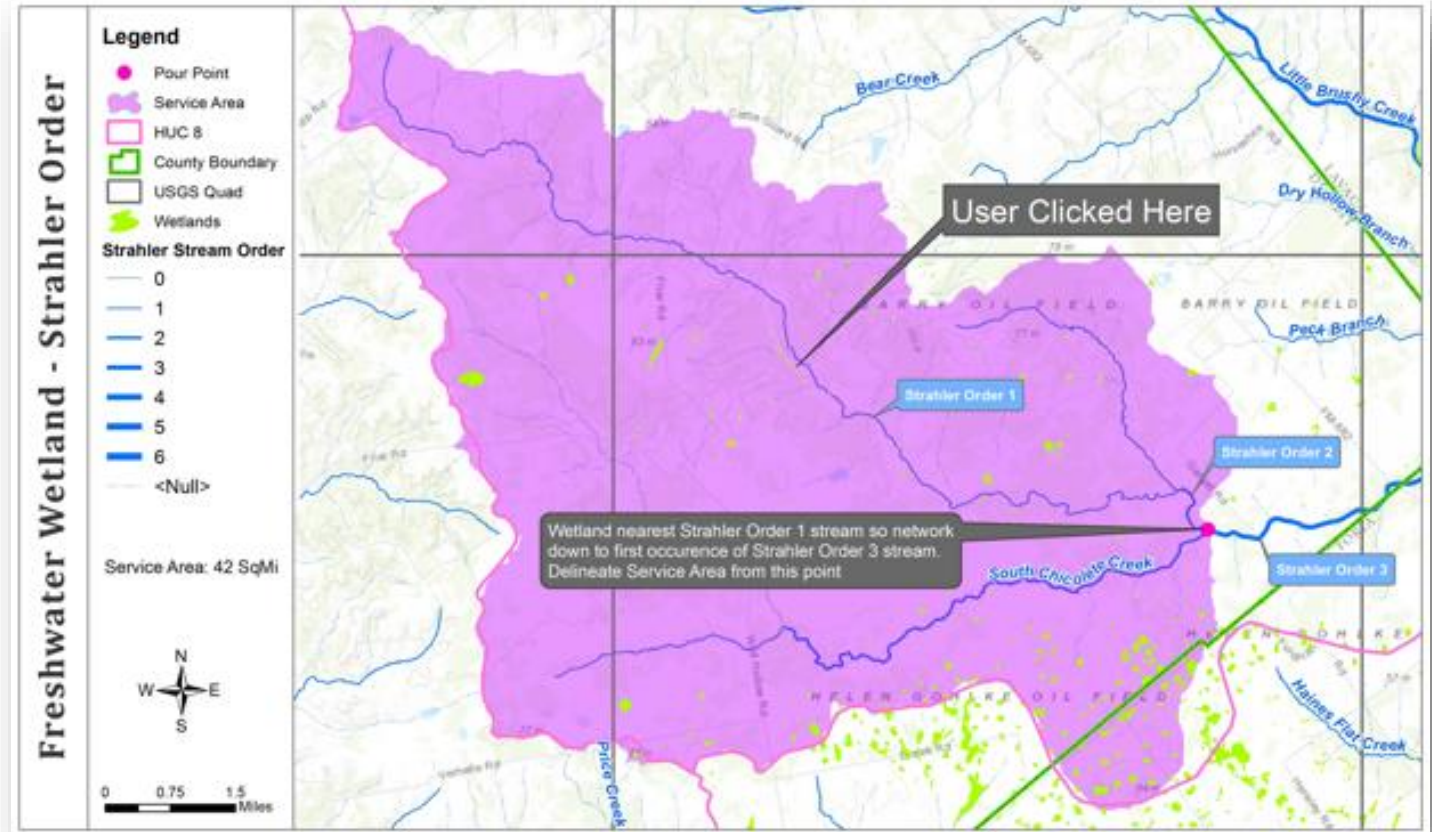 Freshwater Wetland - Strahler Order
Legend
Pour Point
Service Area
HUC 8
County Boundary
USGS Quad
Wetlands
Strahler Stream Order
0
1
2
3
4
5
6
<Null>
Service Area: 42 SqMi
N
W E
S
0 0.75 1.5
Miles
Bear Creek
Little Brushy Creek
Dry Hollow Branch
User Clicked Here
BARRY OIL FIELD
Peck Branch
Strahler Order 1
Strahler Order 2
Wetland nearest Strahler Order 1 stream so network
down to first occurence of Strahler Order 3 stream.
Delineate Service Area from this point
South Chicolete Creek
Strahler Order 3
HELEN GOHLKE OIL FIELD
Haines Flat Creek
Price Creek